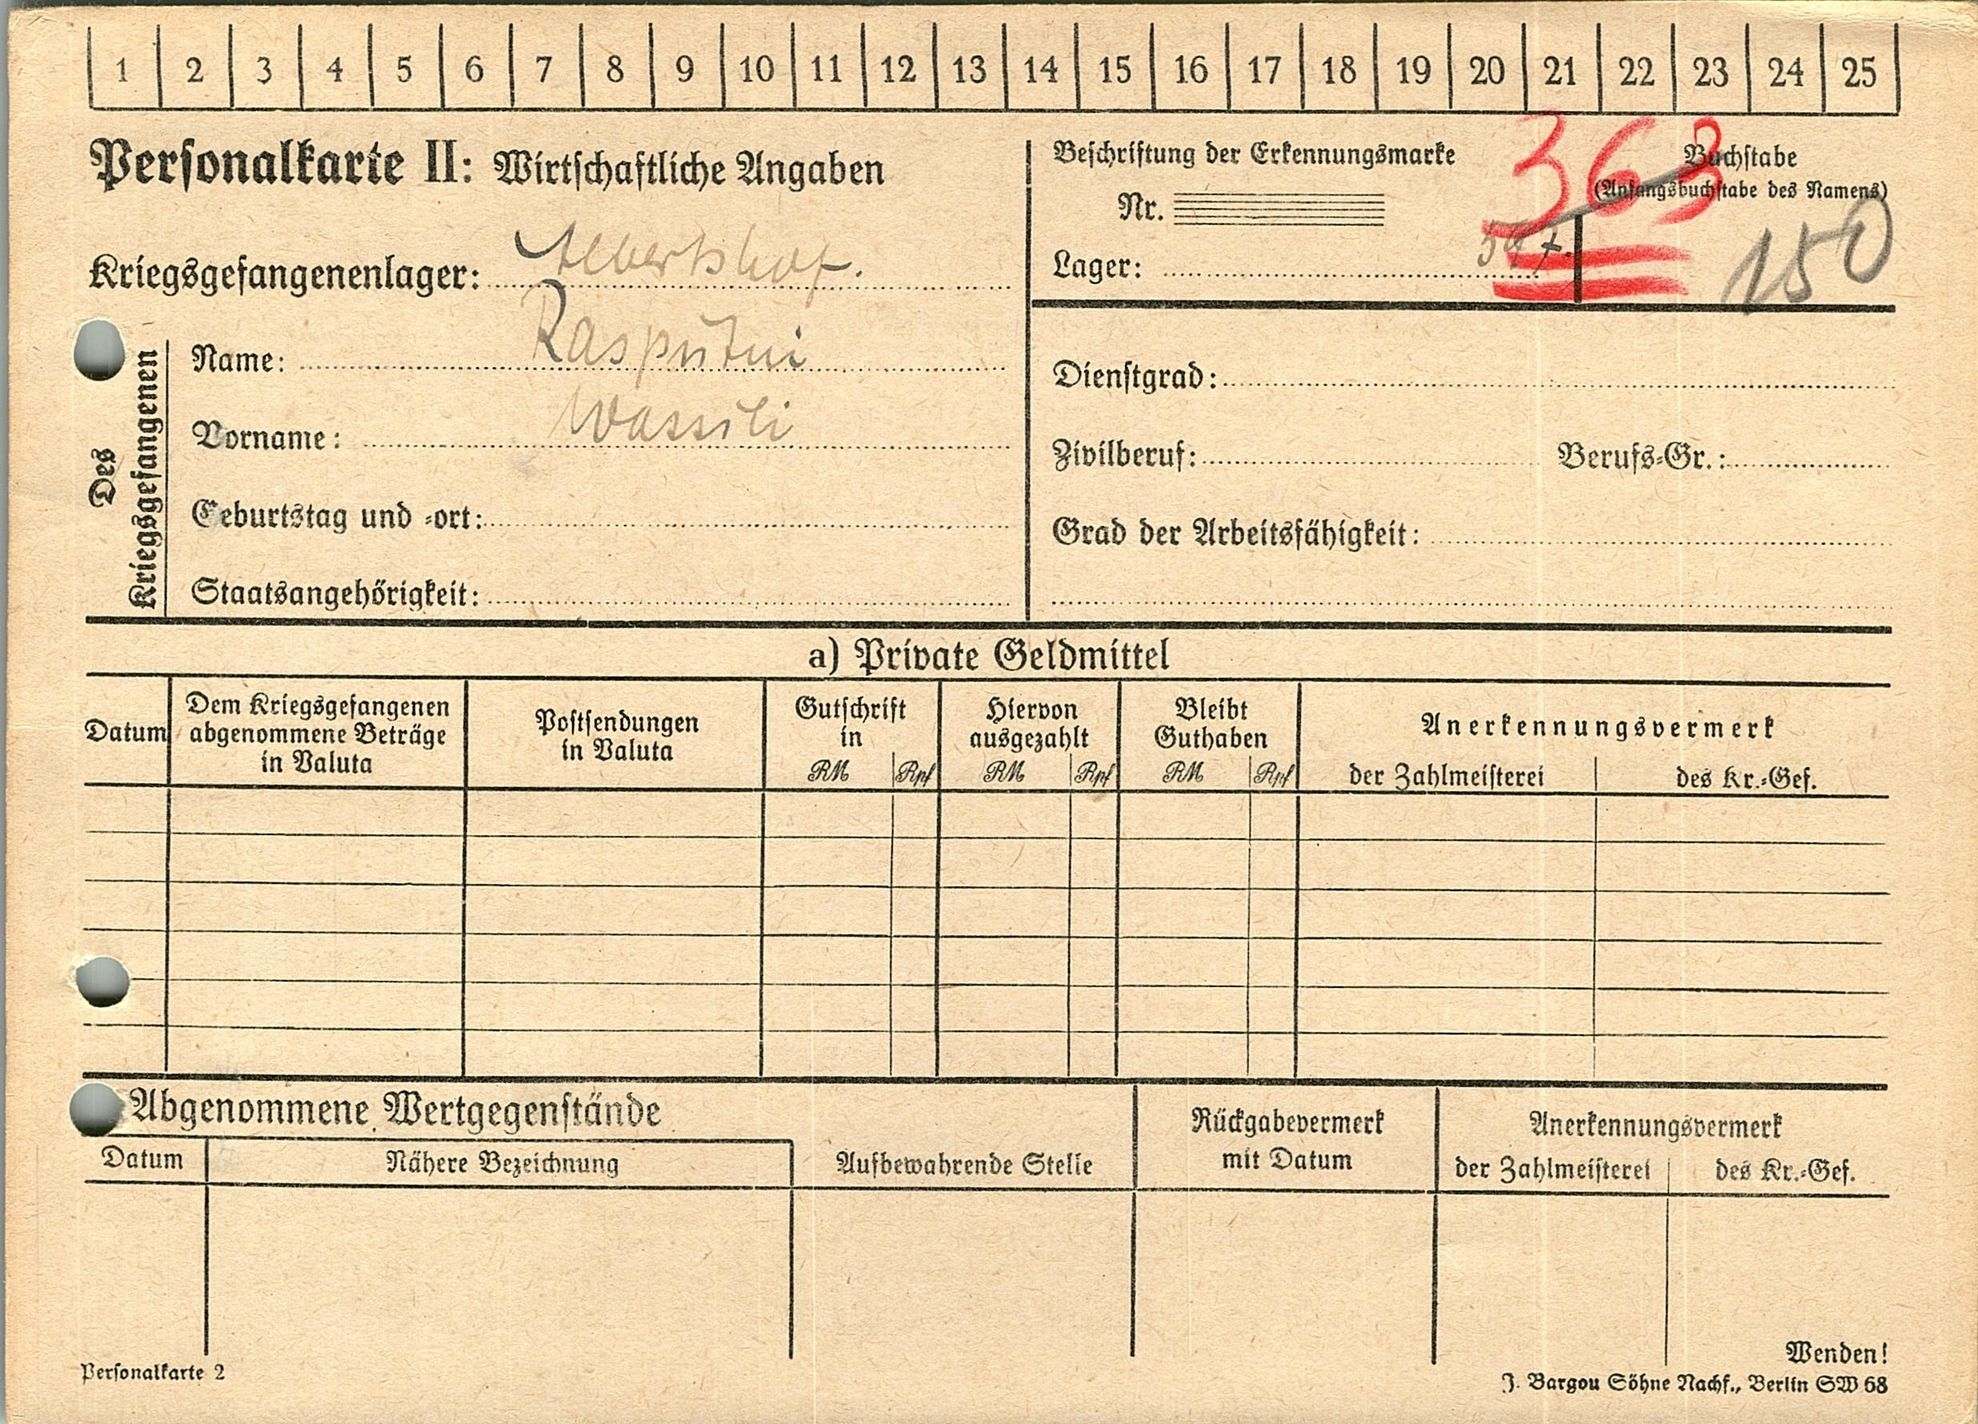 1 2 3 4 5 6 7 8 9 10 11 12 13 14 15 16 17 18 19 20 21 22 23 24 25
Personalkarte II: Wirtschaftliche Angaben
Kriegsgefangenenlager: Albertshof.
Des Kriegsgefangenen
Name: Rasputin
Vorname: Wassili
Geburtstag und -ort:
Staatsangehörigkeit:
Beschriftung der Erkennungsmarke
363
Buchstabe
(Anfangsbuchstabe des Namens)
Nr.
Lager:
150
Dienstgrad:
Zivilberuf: Berufs-Gr.:
Grad der Arbeitsfähigkeit:
a) Private Geldmittel
Datum
Dem Kriegsgefangenen
abgenommene Beträge
in Valuta
Postsendungen
in Valuta
Gutschrift
in
RM Rpf
Hiervon
ausgezahlt
RM Rpf
Bleibt
Guthaben
RM Rpf
Anerkennungsvermerk
der Zahlmeisterei des Kr.-Gef.
Abgenommene Wertgegenstände
Datum Nähere Bezeichnung
Aufbewahrende Stelle
Rückgabevermerk
mit Datum
Anerkennungsvermerk
der Zahlmeisterei des Kr.-Gef.
Wenden!
Personalkarte 2
J. Bargou Söhne Nachf., Berlin SW 68